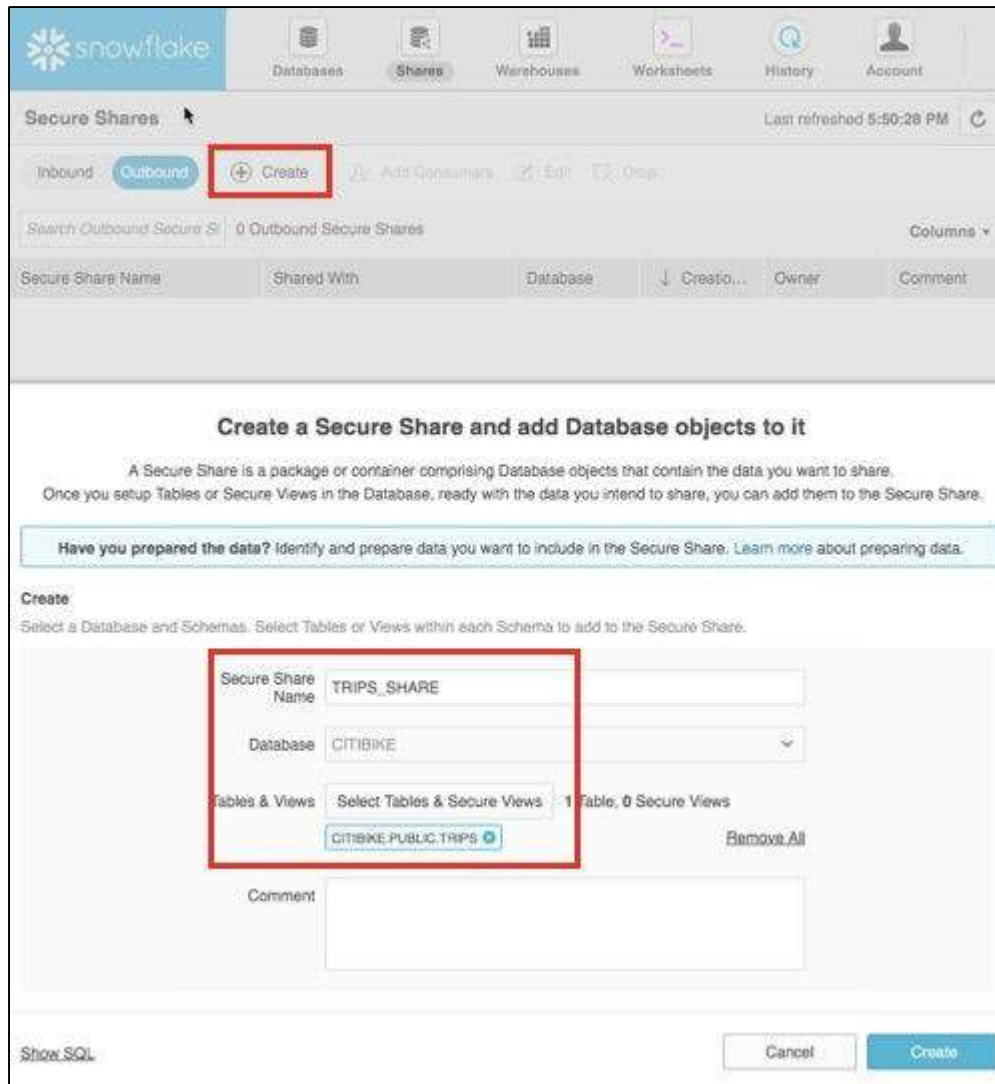 snowflake
Databases Shares Warehouses Worksheets History Account
Secure Shares Last refreshed 5:50:28 PM
Inbound Outbound Create Add Consumers Edit Drop
Search Outbound Secure S 0 Outbound Secure Shares Columns
Secure Share Name Shared With Database ↓ Creatio... Owner Comment
Create a Secure Share and add Database objects to it
A Secure Share is a package or container comprising Database objects that contain the data you want to share.
Once you setup Tables or Secure Views in the Database, ready with the data you intend to share, you can add them to the Secure Share.
Have you prepared the data? Identify and prepare data you want to include in the Secure Share. Learn more about preparing data.
Create
Select a Database and Schemas. Select Tables or Views within each Schema to add to the Secure Share.
Secure Share
Name TRIPS_SHARE
Database CITIBIKE
Tables & Views Select Tables & Secure Views 1 Table, 0 Secure Views
CITIBIKE.PUBLIC.TRIPS Remove All
Comment
Show SQL Cancel Create